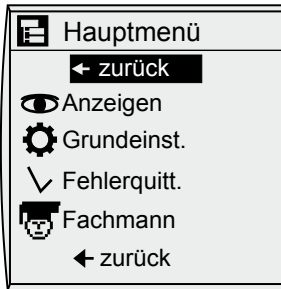 Hauptmenü
← zurück
Anzeigen
Grundeinst.
Fehlerquitt.
Fachmann
← zurück